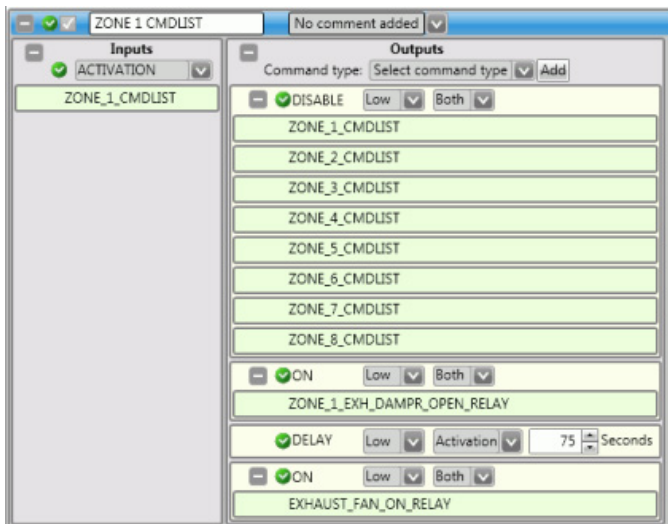 ZONE 1 CMDLIST No comment added
Inputs
ACTIVATION
ZONE_1_CMDLIST
Outputs
Command type: Select command type Add
DISABLE Low Both
ZONE_1_CMDLIST
ZONE_2_CMDLIST
ZONE_3_CMDLIST
ZONE_4_CMDLIST
ZONE_5_CMDLIST
ZONE_6_CMDLIST
ZONE_7_CMDLIST
ZONE_8_CMDLIST
ON Low Both
ZONE_1_EXH_DAMPR_OPEN_RELAY
DELAY Low Activation 75 Seconds
ON Low Both
EXHAUST_FAN_ON_RELAY